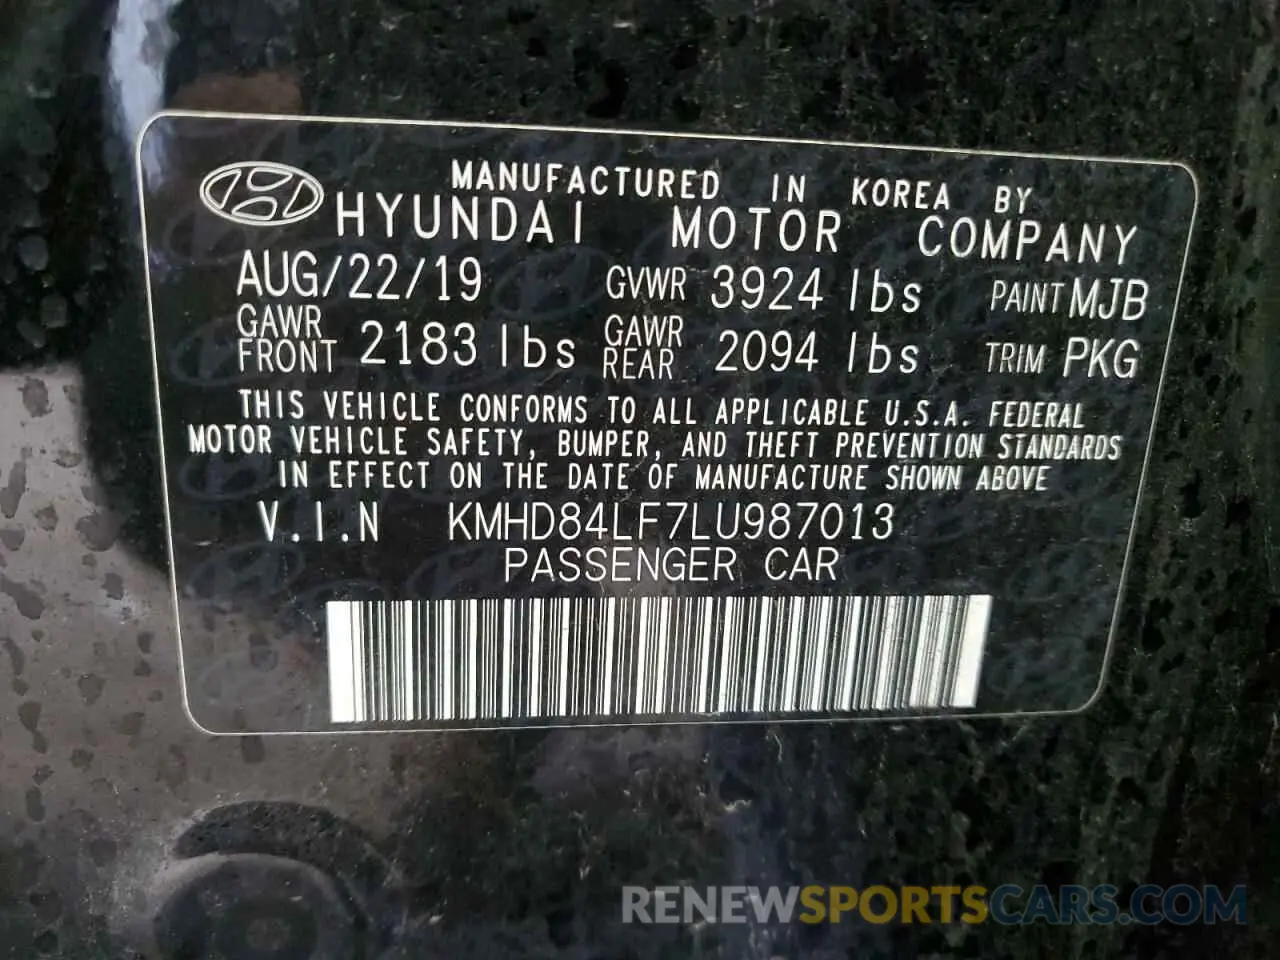 MANUFACTURED IN KOREA BY
HYUNDAI MOTOR COMPANY
AUG/22/19 GVWR 3924 lbs PAINT MJB
GAWR FRONT 2183 lbs GAWR REAR 2094 lbs TRIM PKG
THIS VEHICLE CONFORMS TO ALL APPLICABLE U.S.A. FEDERAL
MOTOR VEHICLE SAFETY, BUMPER, AND THEFT PREVENTION STANDARDS
IN EFFECT ON THE DATE OF MANUFACTURE SHOWN ABOVE
V.I.N KMHD84LF7LU987013
PASSENGER CAR
RENEWSPORTSCARS.COM